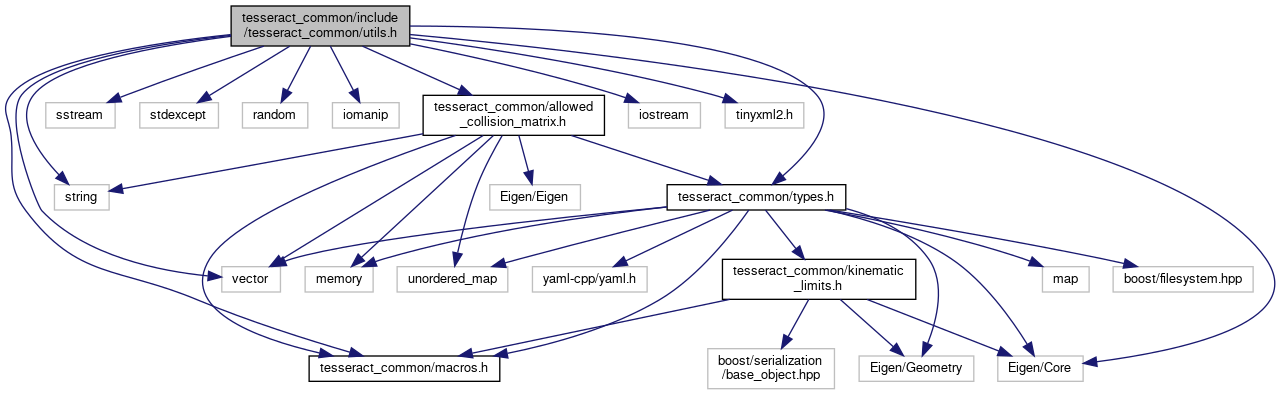 tesseract_common/include
/tesseract_common/utils.h
sstream
stdexcept
random
iomanip
tesseract_common/allowed
_collision_matrix.h
iostream
tinyxml2.h
string
Eigen/Eigen
tesseract_common/types.h
vector
memory
unordered_map
yaml-cpp/yaml.h
tesseract_common/kinematic
_limits.h
map
boost/filesystem.hpp
tesseract_common/macros.h
boost/serialization
/base_object.hpp
Eigen/Geometry
Eigen/Core